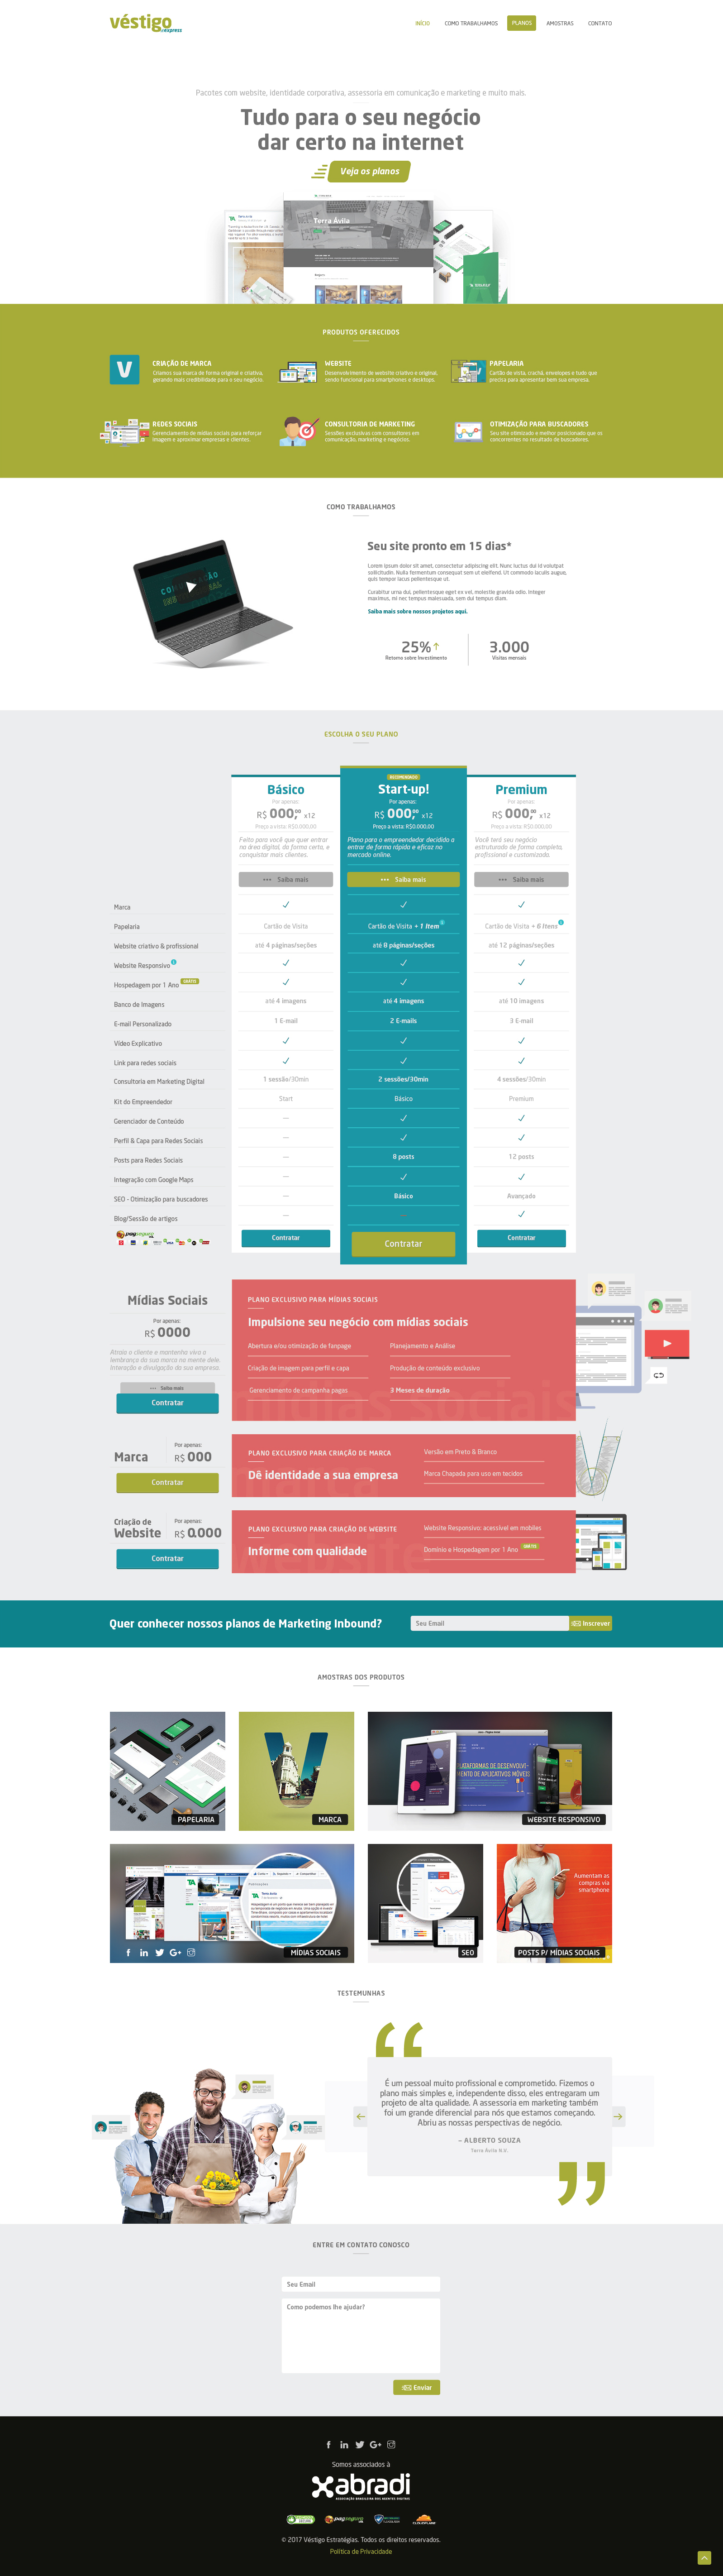 véstigo
express
INÍCIO
COMO TRABALHAMOS
PLANOS
AMOSTRAS
CONTATO
Pacotes com website, identidade corporativa, assessoria em comunicação e marketing e muito mais.
Tudo para o seu negócio
dar certo na internet
Veja os planos
Terra Ávila
PRODUTOS OFERECIDOS
CRIAÇÃO DE MARCA
Criamos sua marca de forma original e criativa,
gerando mais credibilidade para o seu negócio.
WEBSITE
Desenvolvimento de website criativo e original,
sendo funcional para smartphones e desktops.
PAPELARIA
Cartão de visita, crachá, envelopes e tudo que
precisa para apresentar bem sua empresa.
REDES SOCIAIS
Gerenciamento de mídias sociais para reforçar
imagem e aproximar empresas e clientes.
CONSULTORIA DE MARKETING
Sessões exclusivas com consultores em
comunicação, marketing e negócios.
OTIMIZAÇÃO PARA BUSCADORES
Seu site otimizado e melhor posicionado que os
concorrentes no resultado de buscadores.
COMO TRABALHAMOS
Seu site pronto em 15 dias*
Lorem ipsum dolor sit amet, consectetur adipiscing elit. Nunc luctus dui id volutpat
sollicitudin. Nulla fermentum consequat sem ut eleifend. Ut commodo iaculis augue,
quis tempor lacus pellentesque ut.
Curabitur urna dui, pellentesque eget ex vel, molestie gravida odio. Integer
maximus, mi nec tempus malesuada, sem dui tempus diam.
Saiba mais sobre nossos projetos aqui.
25%
Retorno sobre Investimento
3.000
Visitas mensais
ESCOLHA O SEU PLANO
Básico
Por apenas:
R$ 000,00 x12
Preço a vista: R$0.000,00
Feito para você que quer entrar
na área digital, da forma certa, e
conquistar mais clientes.
Saiba mais
RECOMENDADO
Start-up!
Por apenas:
R$ 000,00 x12
Preço a vista: R$0.000,00
Plano para o empreendedor decidido a
entrar de forma rápida e eficaz no
mercado online.
Saiba mais
Premium
Por apenas:
R$ 000,00 x12
Preço a vista: R$0.000,00
Você terá seu negócio
estruturado de forma completa,
profissional e customizada.
Saiba mais
Marca
Papelaria
Cartão de Visita
Cartão de Visita + 1 Item
Cartão de Visita + 6 Itens
Website criativo & profissional
até 4 páginas/seções
até 8 páginas/seções
até 12 páginas/seções
Website Responsivo
Hospedagem por 1 Ano GRÁTIS
Banco de Imagens
até 4 imagens
até 4 imagens
até 10 imagens
E-mail Personalizado
1 E-mail
2 E-mails
3 E-mail
Vídeo Explicativo
Link para redes sociais
Consultoria em Marketing Digital
1 sessão/30min
2 sessões/30min
4 sessões/30min
Kit do Empreendedor
Start
Básico
Premium
Gerenciador de Conteúdo
Perfil & Capa para Redes Sociais
Posts para Redes Sociais
8 posts
12 posts
Integração com Google Maps
SEO - Otimização para buscadores
Básico
Avançado
Blog/Sessão de artigos
pagseguro
Contratar
Contratar
Contratar
Mídias Sociais
Por apenas:
R$ 0000
Atraia o cliente e mantenha viva a
lembrança da sua marca na mente dele.
Interação e divulgação da sua empresa.
Saiba mais
Contratar
PLANO EXCLUSIVO PARA MÍDIAS SOCIAIS
Impulsione seu negócio com mídias sociais
Abertura e/ou otimização de fanpage
Planejamento e Análise
Criação de imagem para perfil e capa
Produção de conteúdo exclusivo
Gerenciamento de campanha pagas
3 Meses de duração
Marca
Por apenas:
R$ 000
Contratar
PLANO EXCLUSIVO PARA CRIAÇÃO DE MARCA
Dê identidade a sua empresa
Versão em Preto & Branco
Marca Chapada para uso em tecidos
Criação de
Website
Por apenas:
R$ 0.000
Contratar
PLANO EXCLUSIVO PARA CRIAÇÃO DE WEBSITE
Informe com qualidade
Website Responsivo: acessível em mobiles
Domínio e Hospedagem por 1 Ano GRÁTIS
Quer conhecer nossos planos de Marketing Inbound?
Seu Email
Inscrever
AMOSTRAS DOS PRODUTOS
PAPELARIA
MARCA
WEBSITE RESPONSIVO
MÍDIAS SOCIAIS
SEO
Aumentam as
compras via
smartphone
POSTS P/ MÍDIAS SOCIAIS
TESTEMUNHAS
É um pessoal muito profissional e comprometido. Fizemos o
plano mais simples e, independente disso, eles entregaram um
projeto de alta qualidade. A assessoria em marketing também
foi um grande diferencial para nós que estamos começando.
Abriu as nossas perspectivas de negócio.
– ALBERTO SOUZA
ENTRE EM CONTATO CONOSCO
Seu Email
Como podemos lhe ajudar?
Enviar
Somos associados à
abradi
ASSOCIAÇÃO BRASILEIRA DOS AGENTES DIGITAIS
pagseguro
© 2017 Véstigo Estratégias. Todos os direitos reservados.
Política de Privacidade